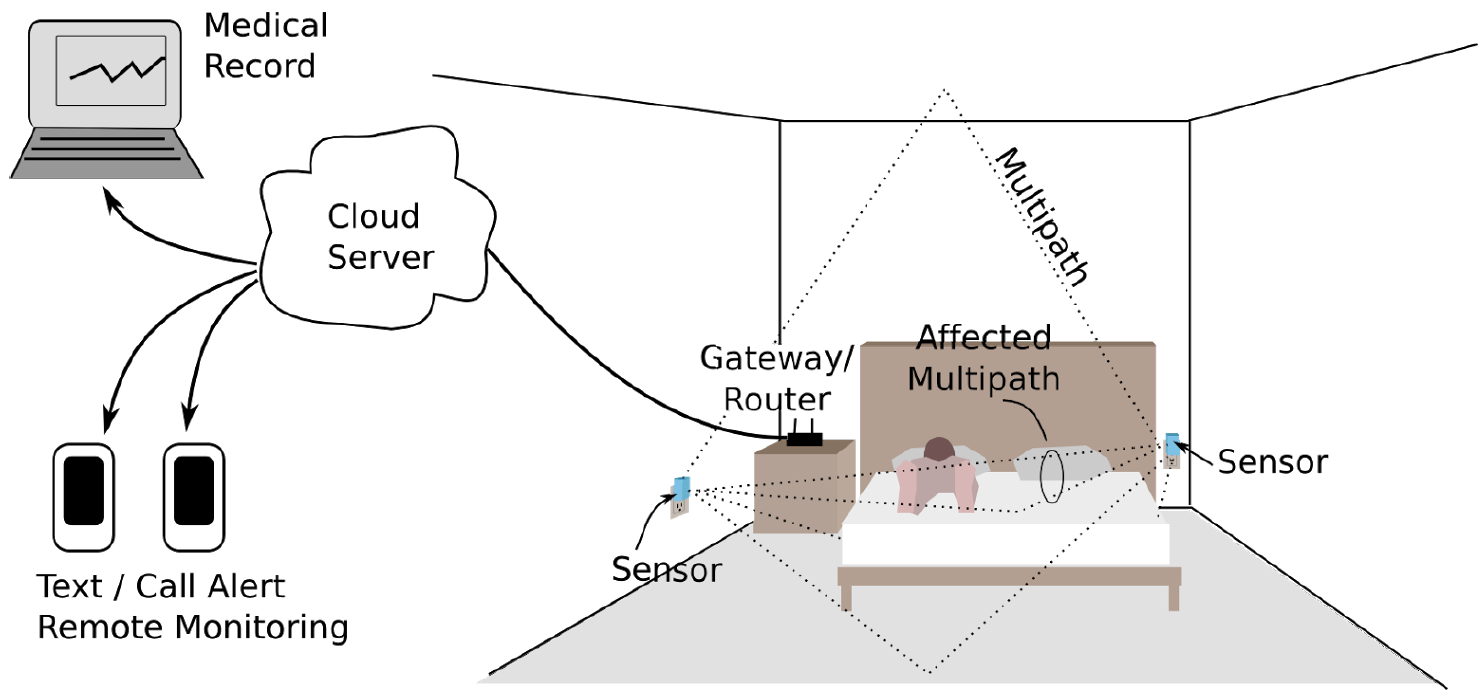 Medical
Record
Cloud
Server
Multipath
Gateway/
Router
Affected
Multipath
Sensor
Sensor
Text / Call Alert
Remote Monitoring